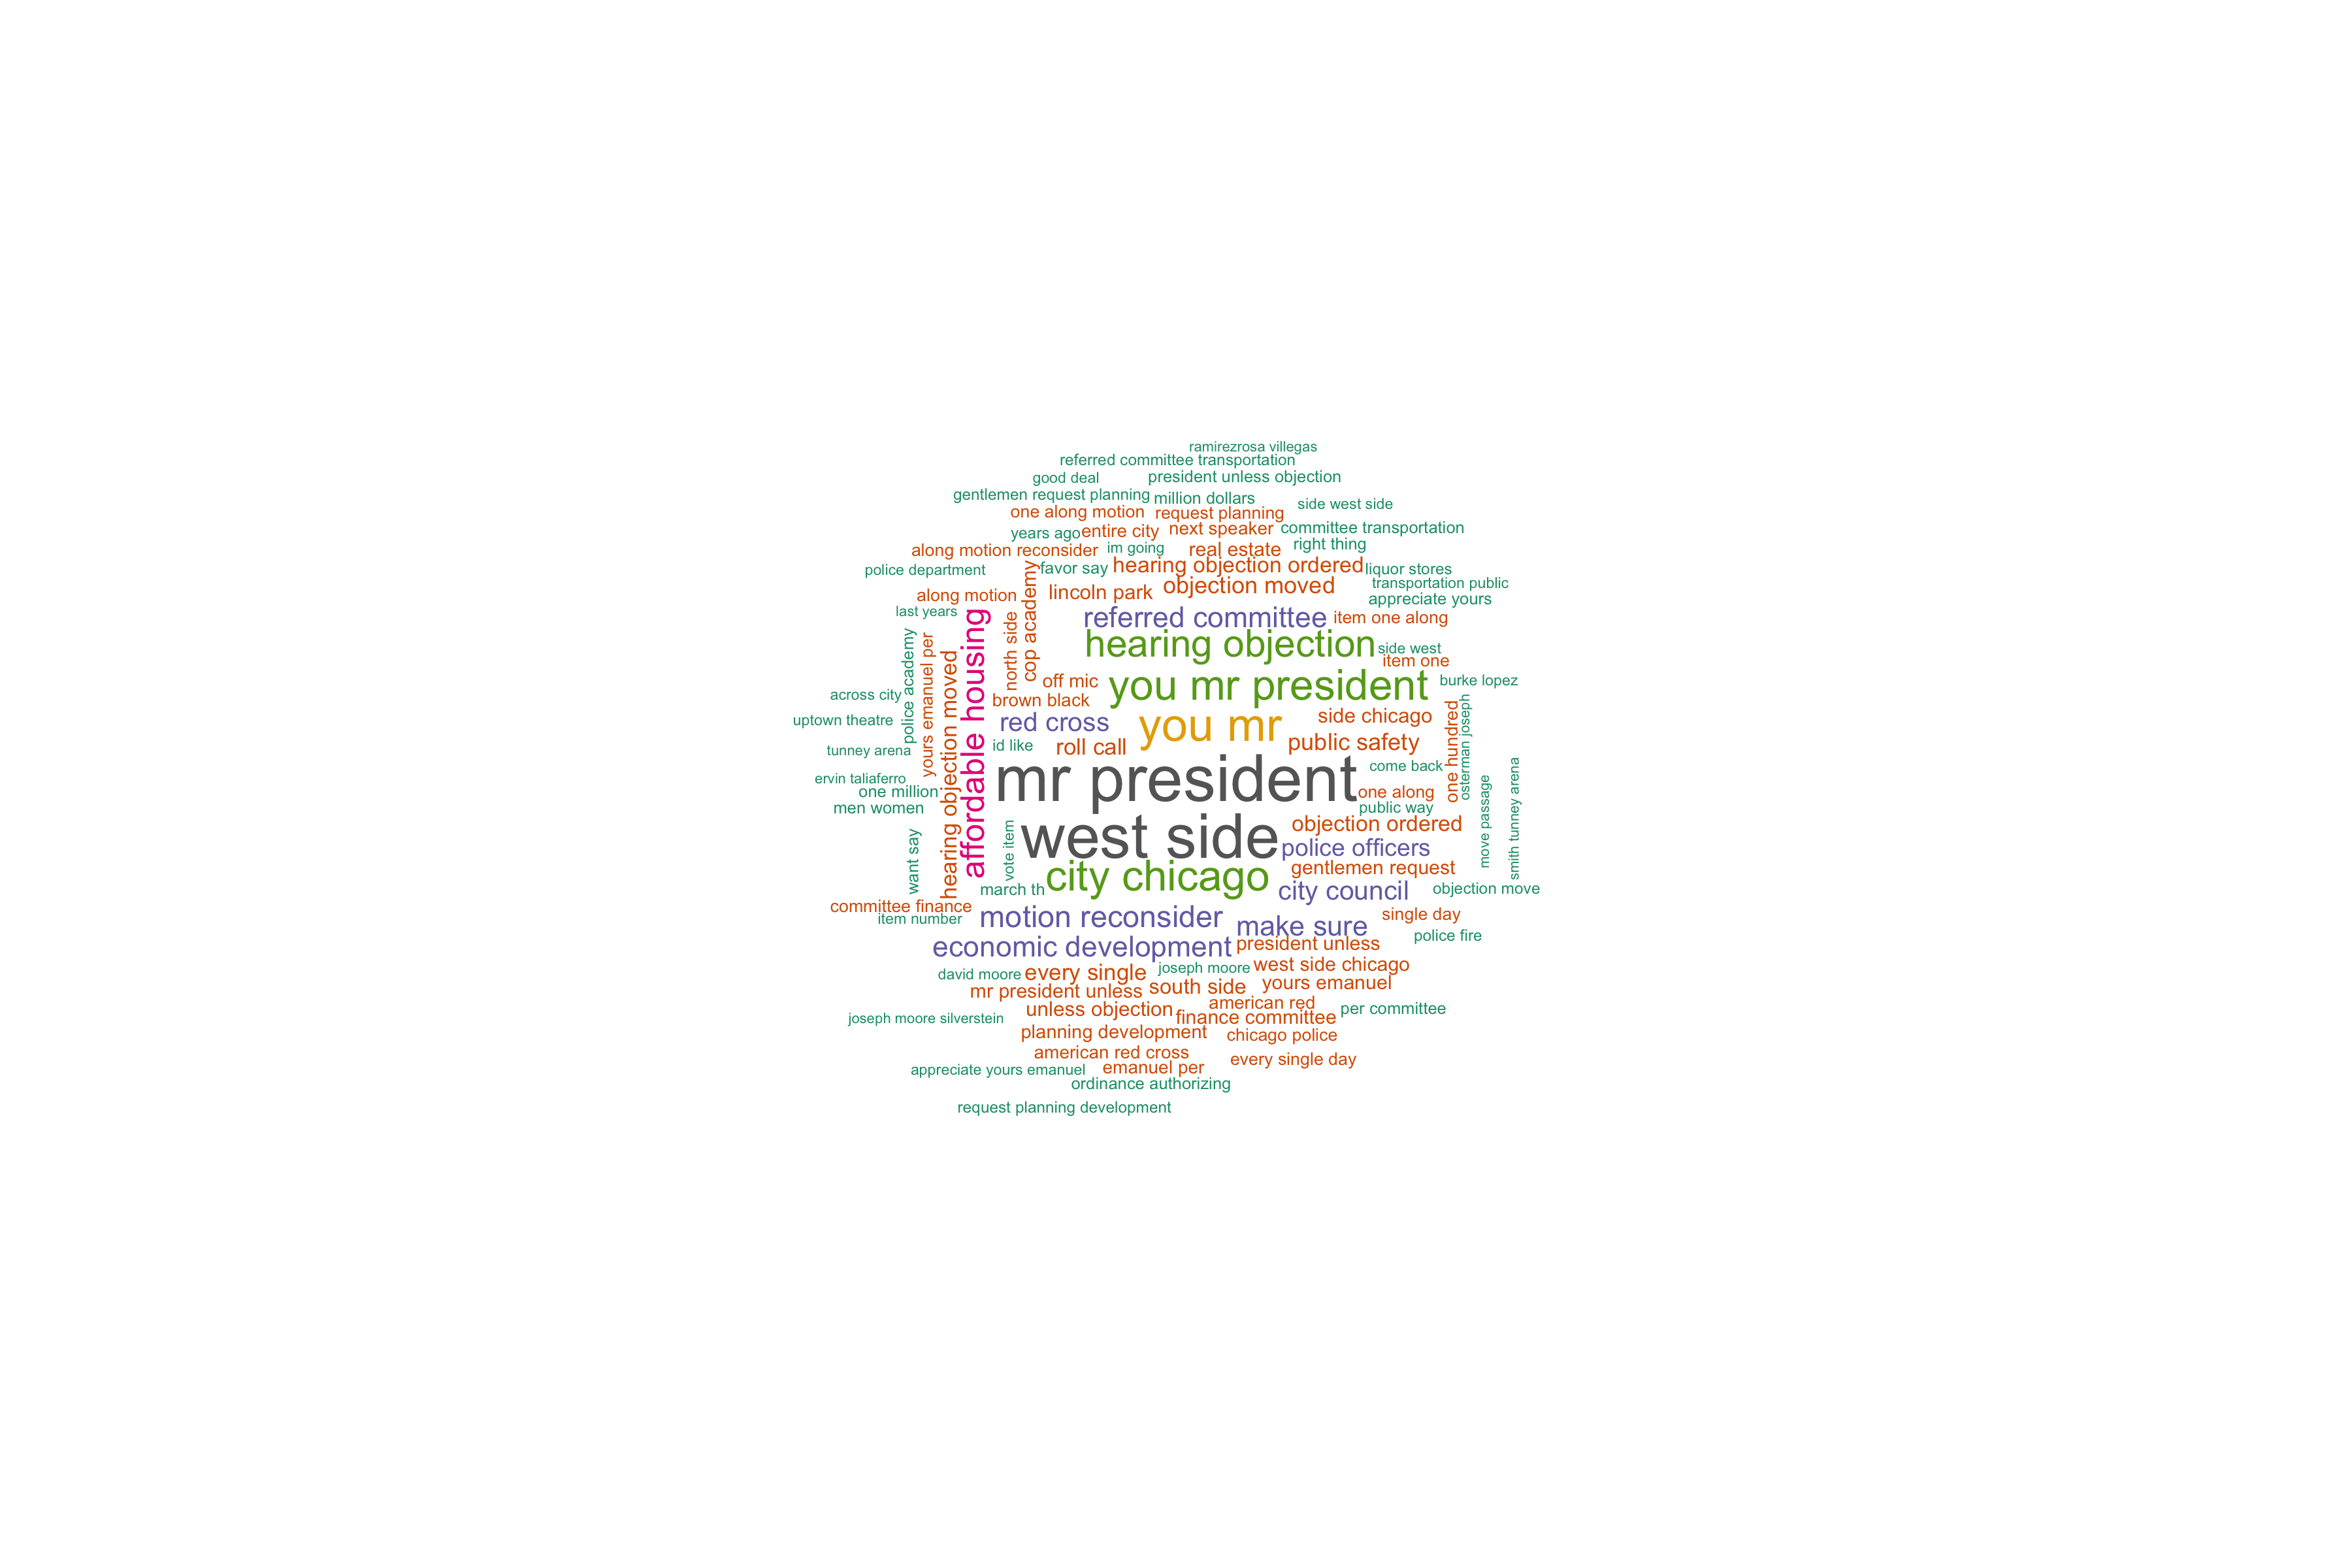 ramirezrosa villegas
referred committee transportation
good deal
president unless objection
gentlemen request planning
million dollars
side west side
one along motion
request planning
years ago
entire city
next speaker
committee transportation
along motion reconsider
im going
real estate
right thing
police department
favor say
hearing objection ordered
liquor stores
cop academy
transportation public
along motion
lincoln park
objection moved
appreciate yours
last years
affordable housing
north side
referred committee
item one along
police academy
yours emanuel per
hearing objection moved
hearing objection
side west
item one
off mic
you mr president
burke lopez
across city
brown black
uptown theatre
red cross
you mr
side chicago
one hundred
osterman joseph
tunney arena
id like
roll call
public safety
ervin taliaferro
mr president
come back
one million
one along
men women
public way
move passage
smith tunney arena
want say
vote item
west side
objection ordered
police officers
march th
city chicago
gentlemen request
city council
objection move
committee finance
item number
motion reconsider
make sure
single day
economic development
president unless
police fire
david moore
every single
joseph moore
west side chicago
mr president unless
south side
yours emanuel
american red
joseph moore silverstein
unless objection
finance committee
per committee
planning development
chicago police
american red cross
every single day
appreciate yours emanuel
emanuel per
ordinance authorizing
request planning development